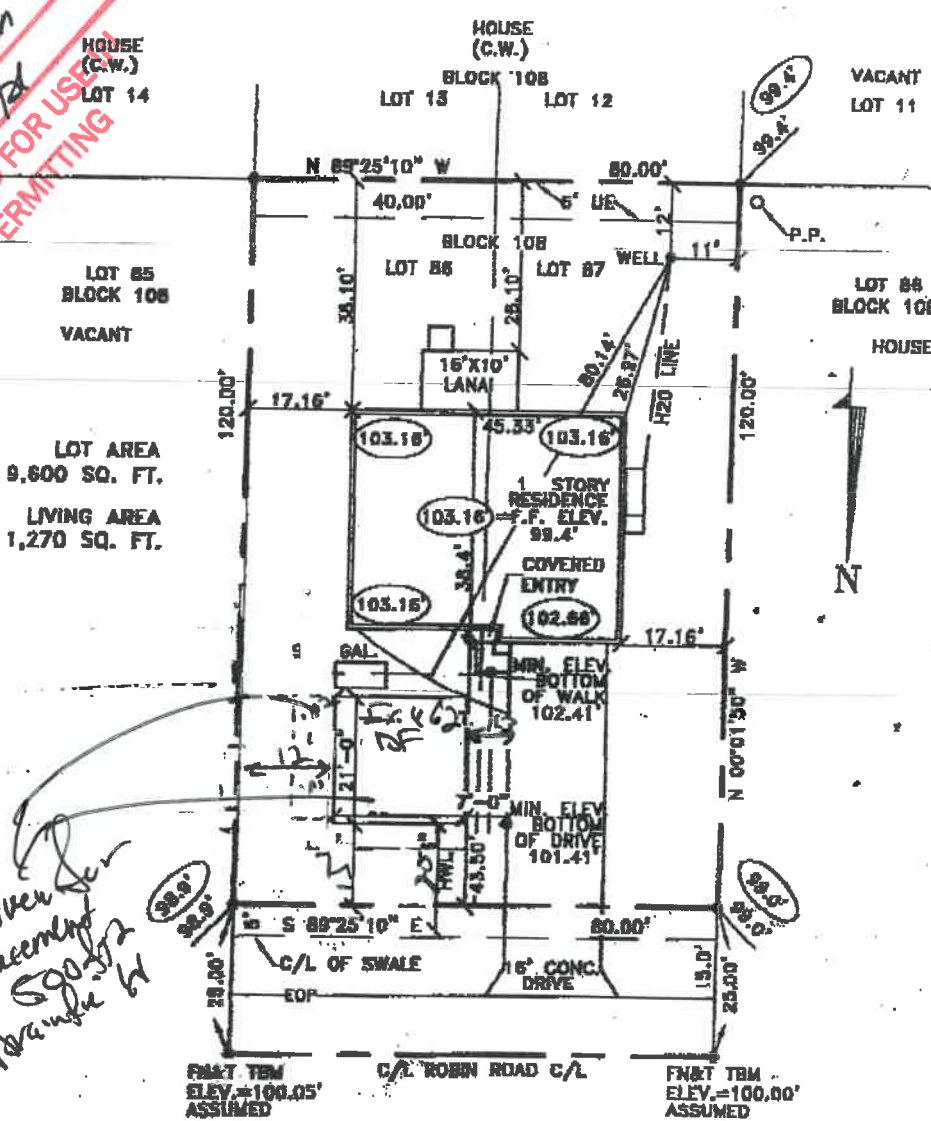 FOR USE IN
PERMITTING
HOUSE
(C.W.)
LOT 14
HOUSE
(C.W.)
BLOCK 108
LOT 13
LOT 12
99.4'
99.4'
VACANT
LOT 11
N 89°25'10" W
80.00'
40.00'
6' UE
12'
P.P.
BLOCK 108
LOT 86
LOT 87
WELL
11'
LOT 85
BLOCK 108
VACANT
LOT 88
BLOCK 108
HOUSE
38.10'
28.10'
16'X10'
LANAI
80.14'
26.97'
H20 LINE
120.00'
120.00'
17.16'
45.33'
103.16'
103.16'
LOT AREA
9,600 SQ. FT.
LIVING AREA
1,270 SQ. FT.
1 STORY
RESIDENCE
103.16'
=F.F. ELEV.
99.4'
38.4'
COVERED
ENTRY
103.16'
102.66'
N
17.16'
GAL.
MIN. ELEV.
BOTTOM
OF WALK
102.41'
62
12
21'-0"
MIN. ELEV.
BOTTOM
OF DRIVE
101.41'
N 00°01'50" W
HWL
43.50'
98.9'
98.9'
99.0'
99.0'
S 89°25'10" E
80.00'
C/L OF SWALE
16' CONC.
DRIVE
15.0'
25.00'
25.00'
EOP
C/L ROBIN ROAD C/L
FN&T TBM
ELEV.=100.05'
ASSUMED
FN&T TBM
ELEV.=100.00'
ASSUMED